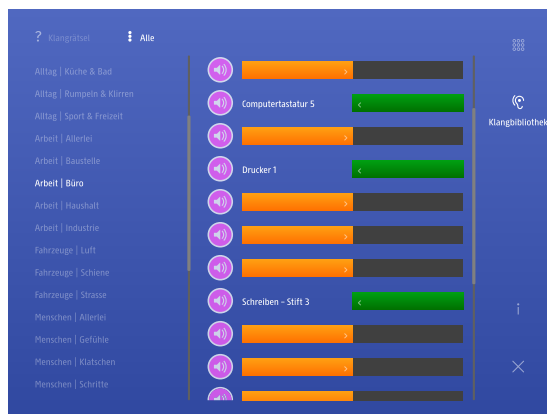 ? Klangrätsel
Alle
Alltag | Küche & Bad
Alltag | Rumpeln & Klirren
Alltag | Sport & Freizeit
Arbeit | Allerlei
Arbeit | Baustelle
Arbeit | Büro
Arbeit | Haushalt
Arbeit | Industrie
Fahrzeuge | Luft
Fahrzeuge | Schiene
Fahrzeuge | Strasse
Menschen | Allerlei
Menschen | Gefühle
Menschen | Klatschen
Menschen | Schritte
Computertastatur 5
Drucker 1
Schreiben – Stift 3
Klangbibliothek